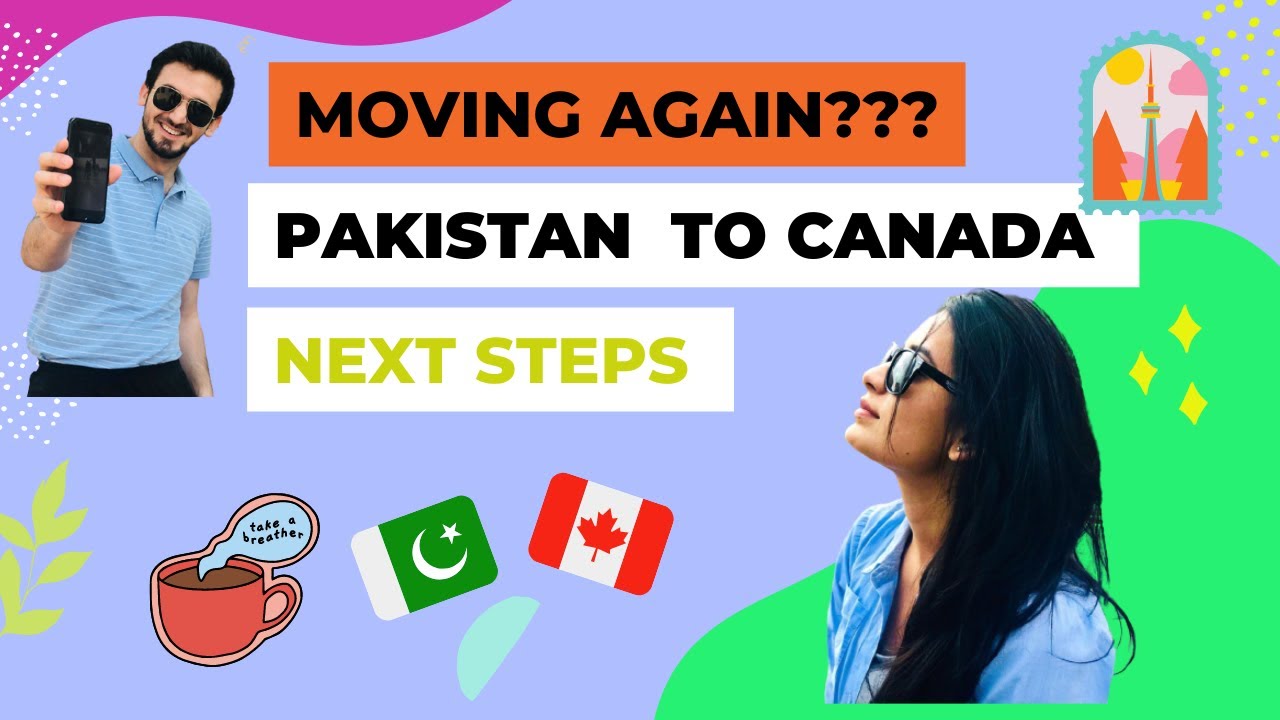 MOVING AGAIN???
PAKISTAN TO CANADA
NEXT STEPS
take a
breather